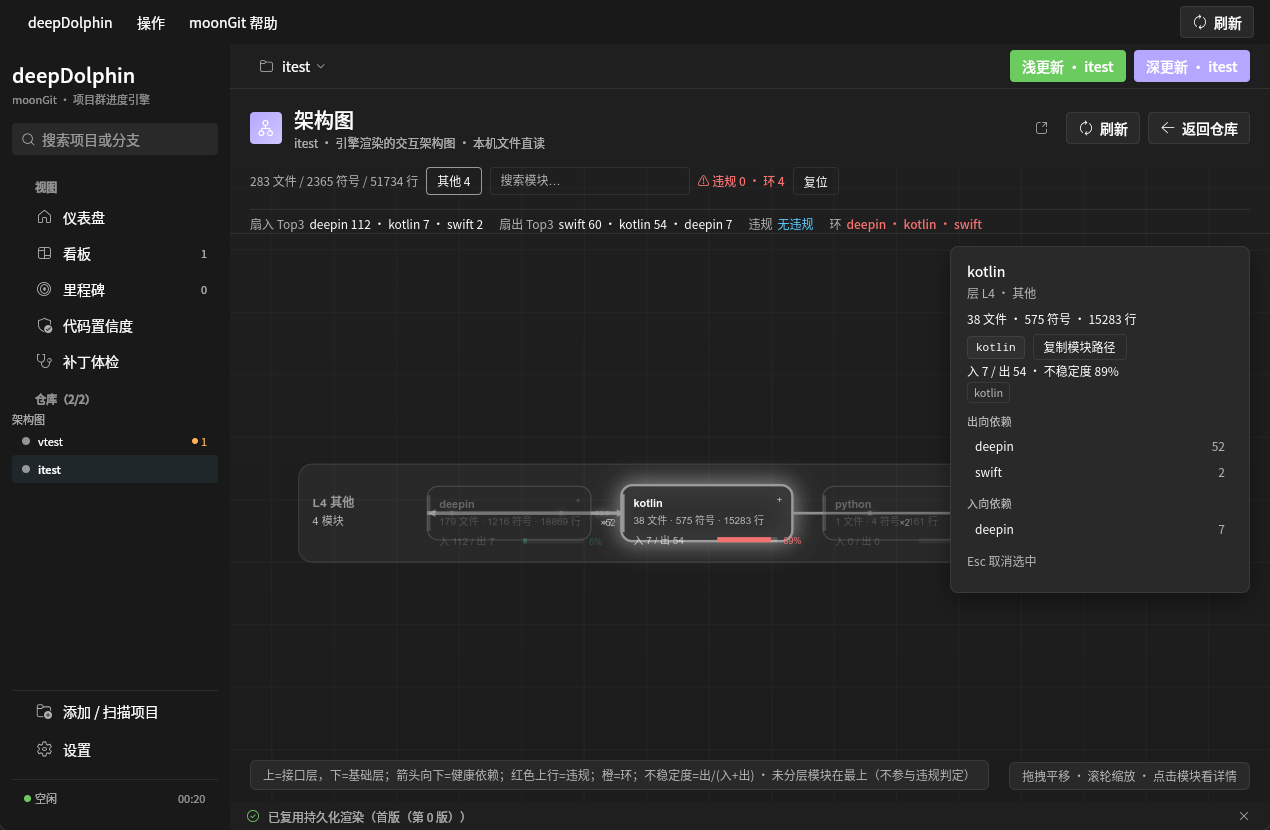 deepDolphin 操作 moonGit 帮助 刷新
deepDolphin
moonGit · 项目群进度引擎
搜索项目或分支
视图
仪表盘
看板 1
里程碑 0
代码置信度
补丁体检
仓库（2/2）
架构图
vtest 1
itest
添加 / 扫描项目
设置
空闲 00:20
itest 浅更新 · itest 深更新 · itest
架构图
itest · 引擎渲染的交互架构图 · 本机文件直读
刷新 返回仓库
283 文件 / 2365 符号 / 51734 行 其他 4 搜索模块… 违规 0 · 环 4 复位
扇入 Top3 deepin 112 · kotlin 7 · swift 2 扇出 Top3 swift 60 · kotlin 54 · deepin 7 违规 无违规 环 deepin · kotlin · swift
L4 其他
4 模块
deepin +
179 文件 · 1216 符号 · 18869 行
入 112 / 出 7 6%
kotlin +
38 文件 · 575 符号 · 15283 行
入 7 / 出 54 89%
python
1 文件 · 4 符号 ×2 161 行
入 0 / 出 0
kotlin
层 L4 · 其他
38 文件 · 575 符号 · 15283 行
kotlin 复制模块路径
入 7 / 出 54 · 不稳定度 89%
kotlin
出向依赖
deepin 52
swift 2
入向依赖
deepin 7
Esc 取消选中
上=接口层，下=基础层；箭头向下=健康依赖；红色上行=违规；橙=环；不稳定度=出/(入+出) · 未分层模块在最上（不参与违规判定）
拖拽平移 · 滚轮缩放 · 点击模块看详情
已复用持久化渲染（首版（第 0 版））